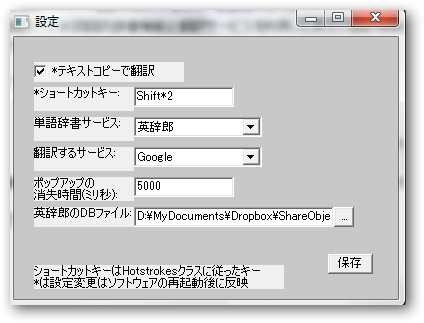 設定
*テキストコピーで翻訳
*ショートカットキー: Shift*2
単語辞書サービス: 英辞郎
翻訳するサービス: Google
ポップアップの
消失時間(ミリ秒): 5000
英辞郎のDBファイル: D:¥MyDocuments¥Dropbox¥ShareObje ...
保存
ショートカットキーはHotstrokesクラスに従ったキー
*は設定変更はソフトウェアの再起動後に反映